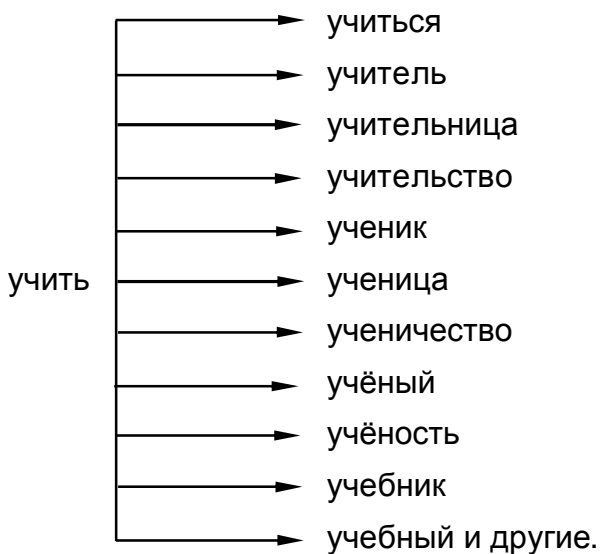 учиться
учитель
учительница
учительство
ученик
учить
ученица
ученичество
учёный
учёность
учебник
учебный и другие.